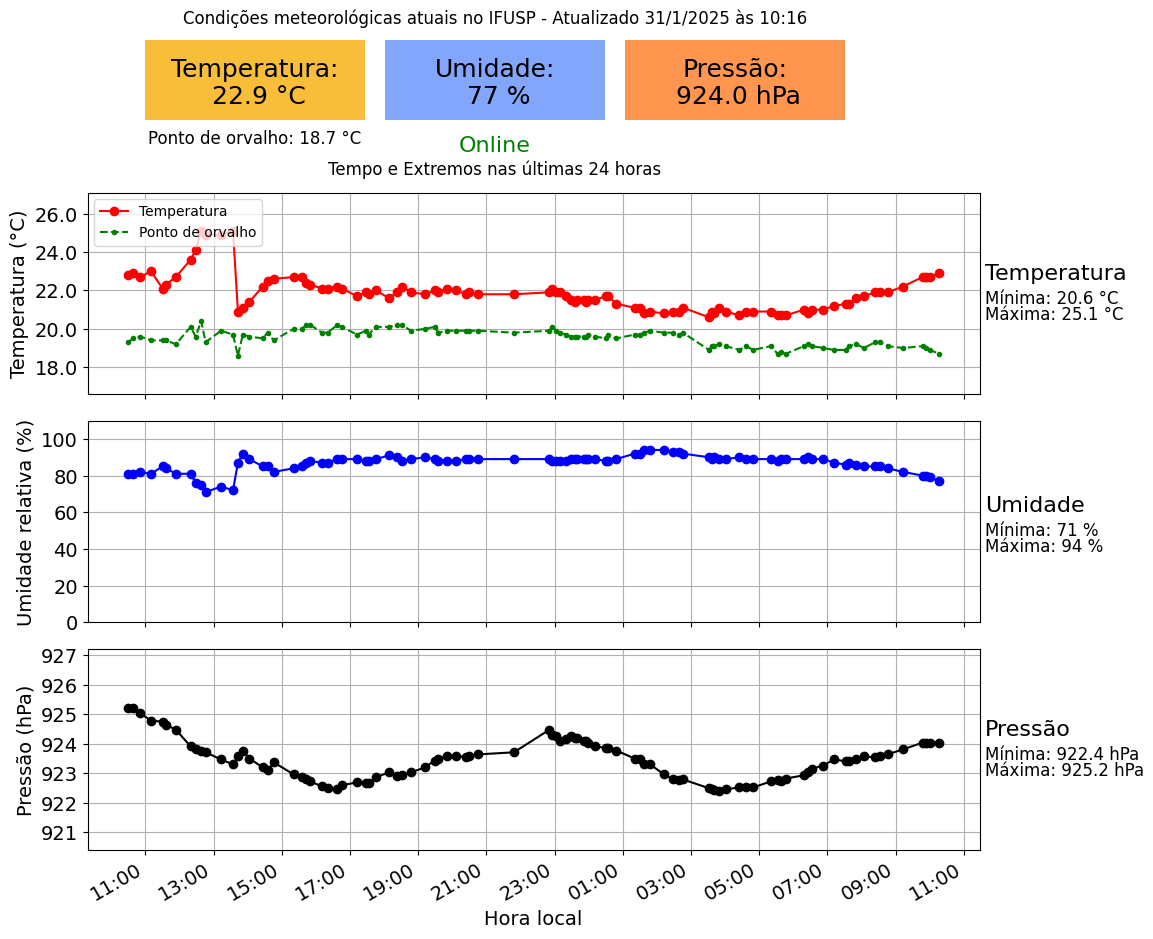 Condições meteorológicas atuais no IFUSP - Atualizado 31/1/2025 às 10:16
Temperatura:
22.9 °C
Umidade:
77 %
Pressão:
924.0 hPa
Ponto de orvalho: 18.7 °C
Online
Tempo e Extremos nas últimas 24 horas
Temperatura (°C)
26.0
24.0
22.0
20.0
18.0
Temperatura
Ponto de orvalho
Temperatura
Mínima: 20.6 °C
Máxima: 25.1 °C
Umidade relativa (%)
100
80
60
40
20
0
Umidade
Mínima: 71 %
Máxima: 94 %
Pressão (hPa)
927
926
925
924
923
922
921
Pressão
Mínima: 922.4 hPa
Máxima: 925.2 hPa
11:00 13:00 15:00 17:00 19:00 21:00 23:00 01:00 03:00 05:00 07:00 09:00 11:00
Hora local